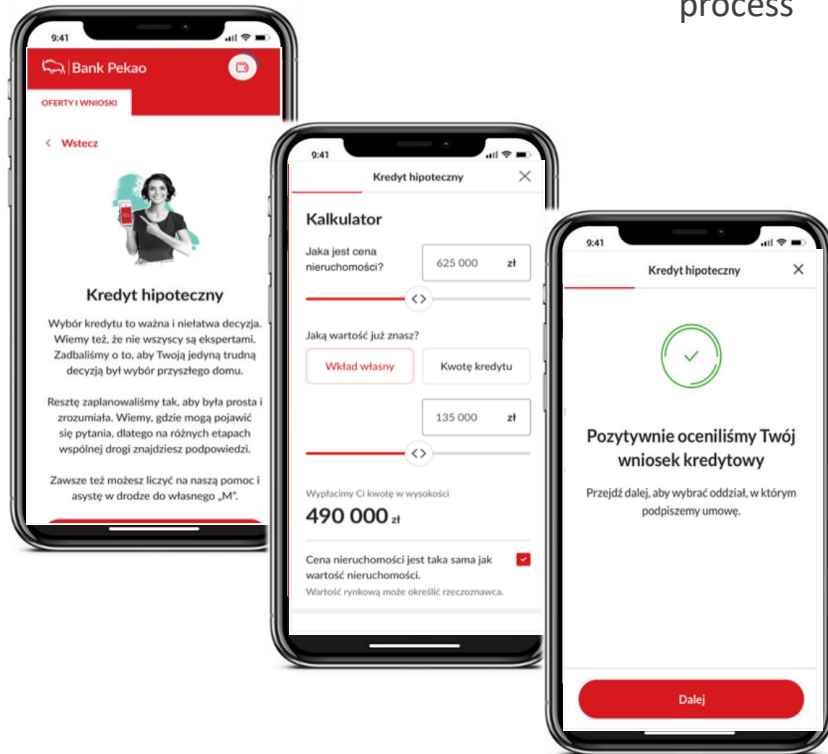 process
9:41
Bank Pekao
OFERTY I WNIOSKI
< Wstecz
Kredyt hipoteczny
Wybór kredytu to ważna i niełatwa decyzja.
Wiemy też, że nie wszyscy są ekspertami.
Zadbaliśmy o to, aby Twoją jedyną trudną
decyzją był wybór przyszłego domu.
Resztę zaplanowaliśmy tak, aby była prosta i
zrozumiała. Wiemy, gdzie mogą pojawić
się pytania, dlatego na różnych etapach
wspólnej drogi znajdziesz podpowiedzi.
Zawsze też możesz liczyć na naszą pomoc i
asystę w drodze do własnego „M”.
9:41
Kredyt hipoteczny
Kalkulator
Jaka jest cena
nieruchomości?
625 000 zł
Jaką wartość już znasz?
Wkład własny
Kwotę kredytu
135 000 zł
Wypłacimy Ci kwotę w wysokości
490 000 zł
Cena nieruchomości jest taka sama jak
wartość nieruchomości.
Wartość rynkową może określić rzeczoznawca.
9:41
Kredyt hipoteczny
Pozytywnie oceniliśmy Twój
wniosek kredytowy
Przejdź dalej, aby wybrać oddział, w którym
podpiszemy umowę.
Dalej